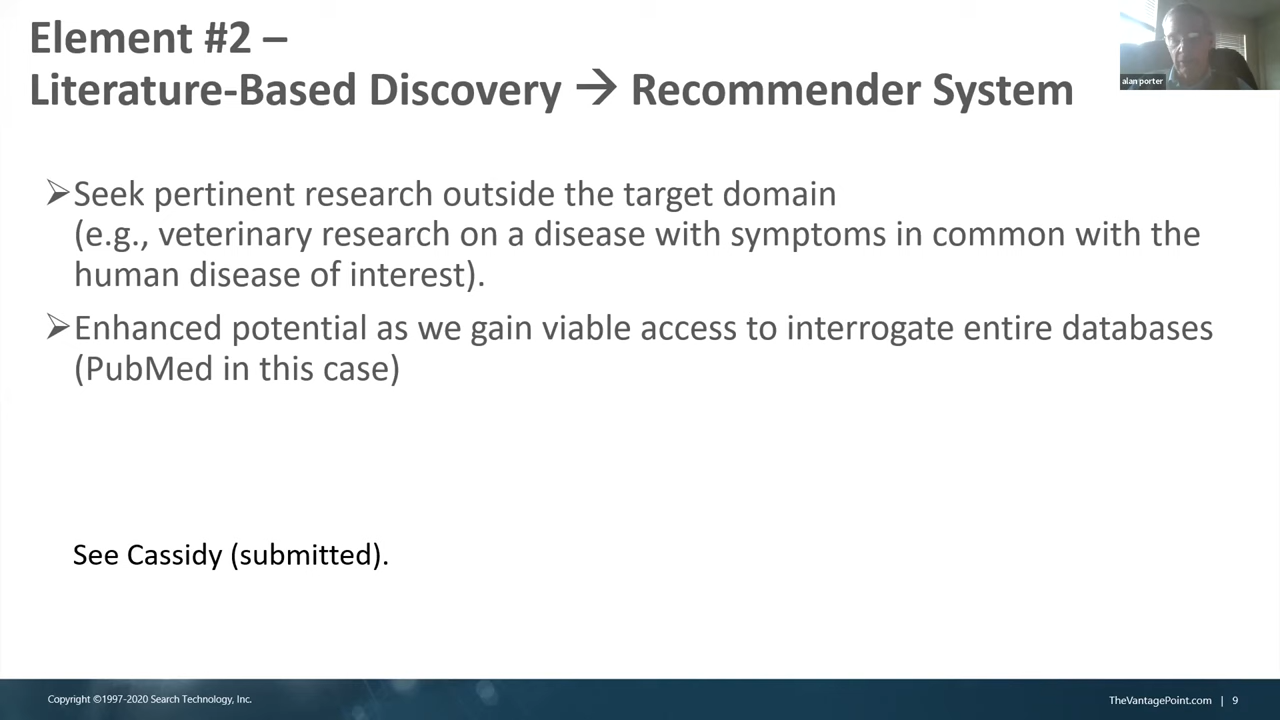 Element #2 –
Literature-Based Discovery → Recommender System
alan porter
➢Seek pertinent research outside the target domain
(e.g., veterinary research on a disease with symptoms in common with the
human disease of interest).
➢Enhanced potential as we gain viable access to interrogate entire databases
(PubMed in this case)
See Cassidy (submitted).
Copyright ©1997-2020 Search Technology, Inc.
TheVantagePoint.com | 9